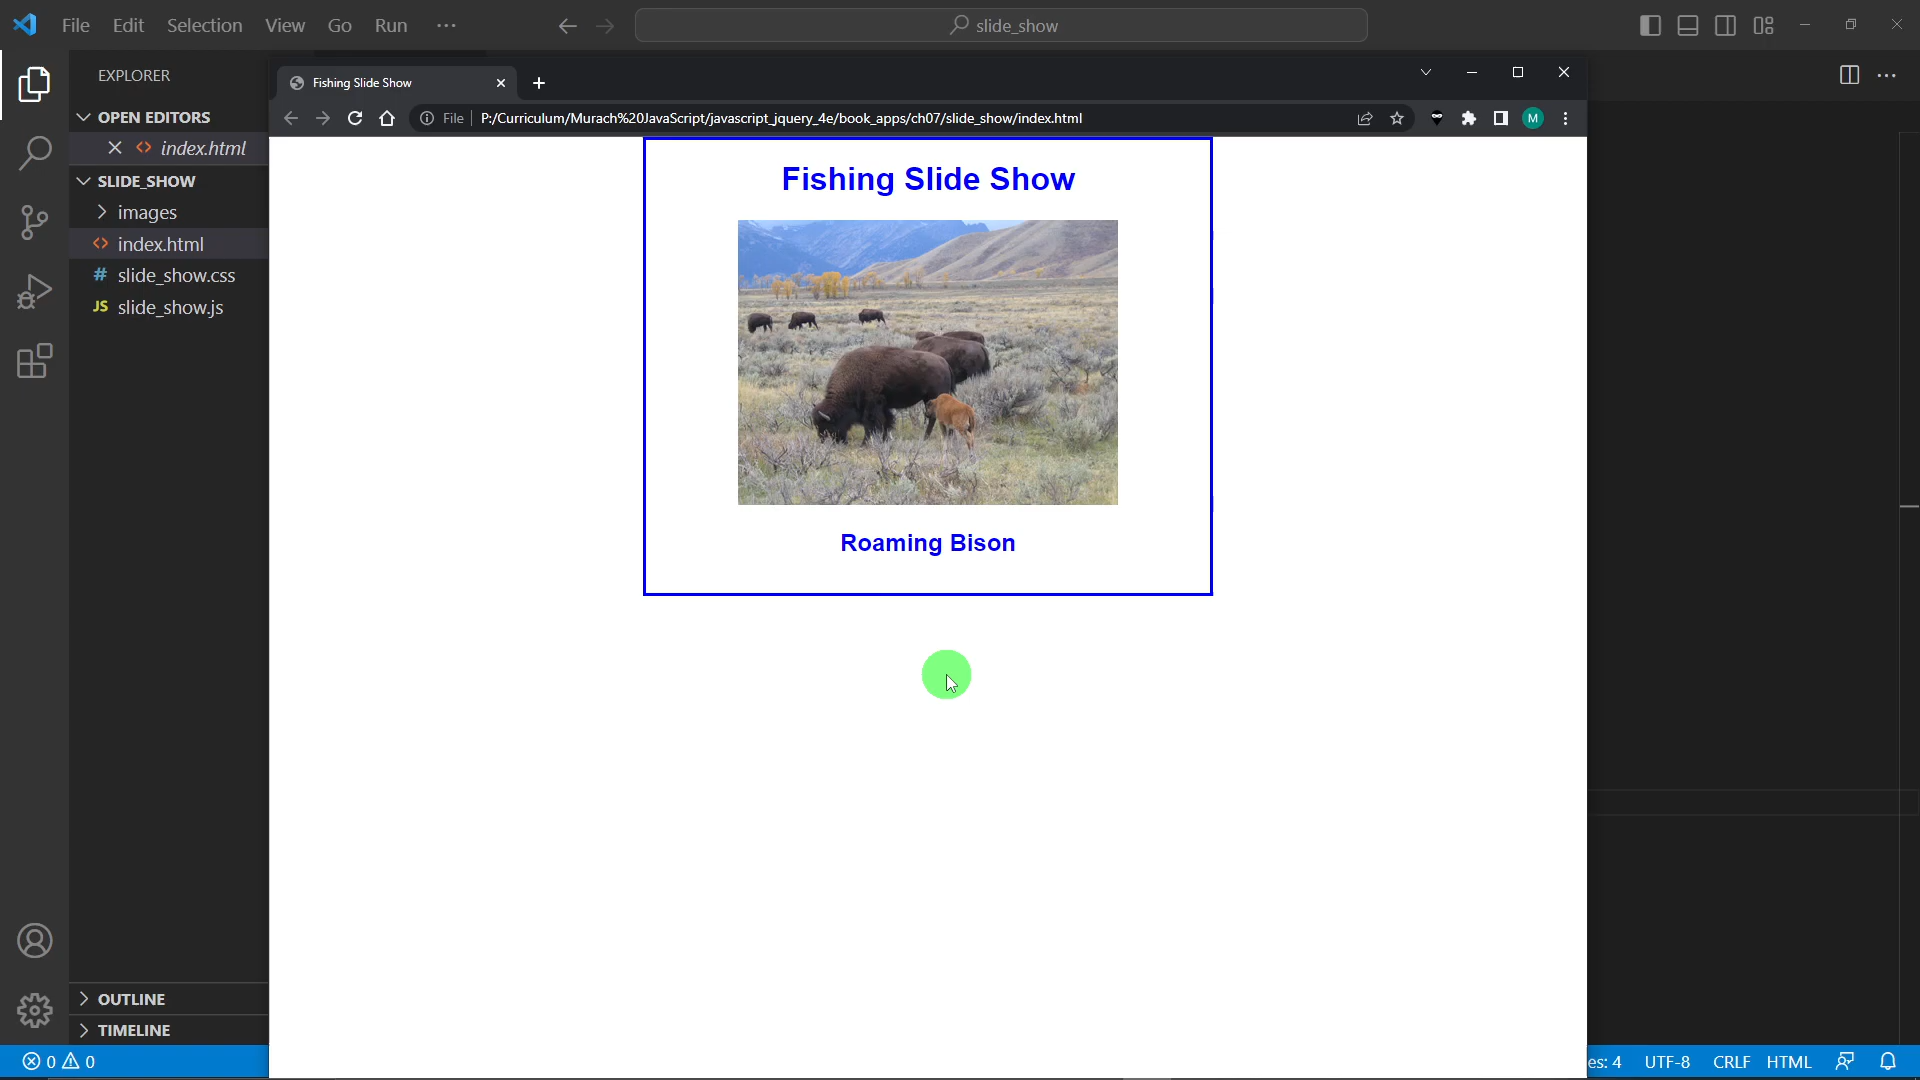 File Edit Selection View Go Run ···
slide_show
EXPLORER
OPEN EDITORS
index.html
SLIDE_SHOW
images
index.html
slide_show.css
JS slide_show.js
OUTLINE
TIMELINE
0 0
Fishing Slide Show
File P:/Curriculum/Murach%20JavaScript/javascript_jquery_4e/book_apps/ch07/slide_show/index.html
M
Fishing Slide Show
Roaming Bison
es: 4 UTF-8 CRLF HTML